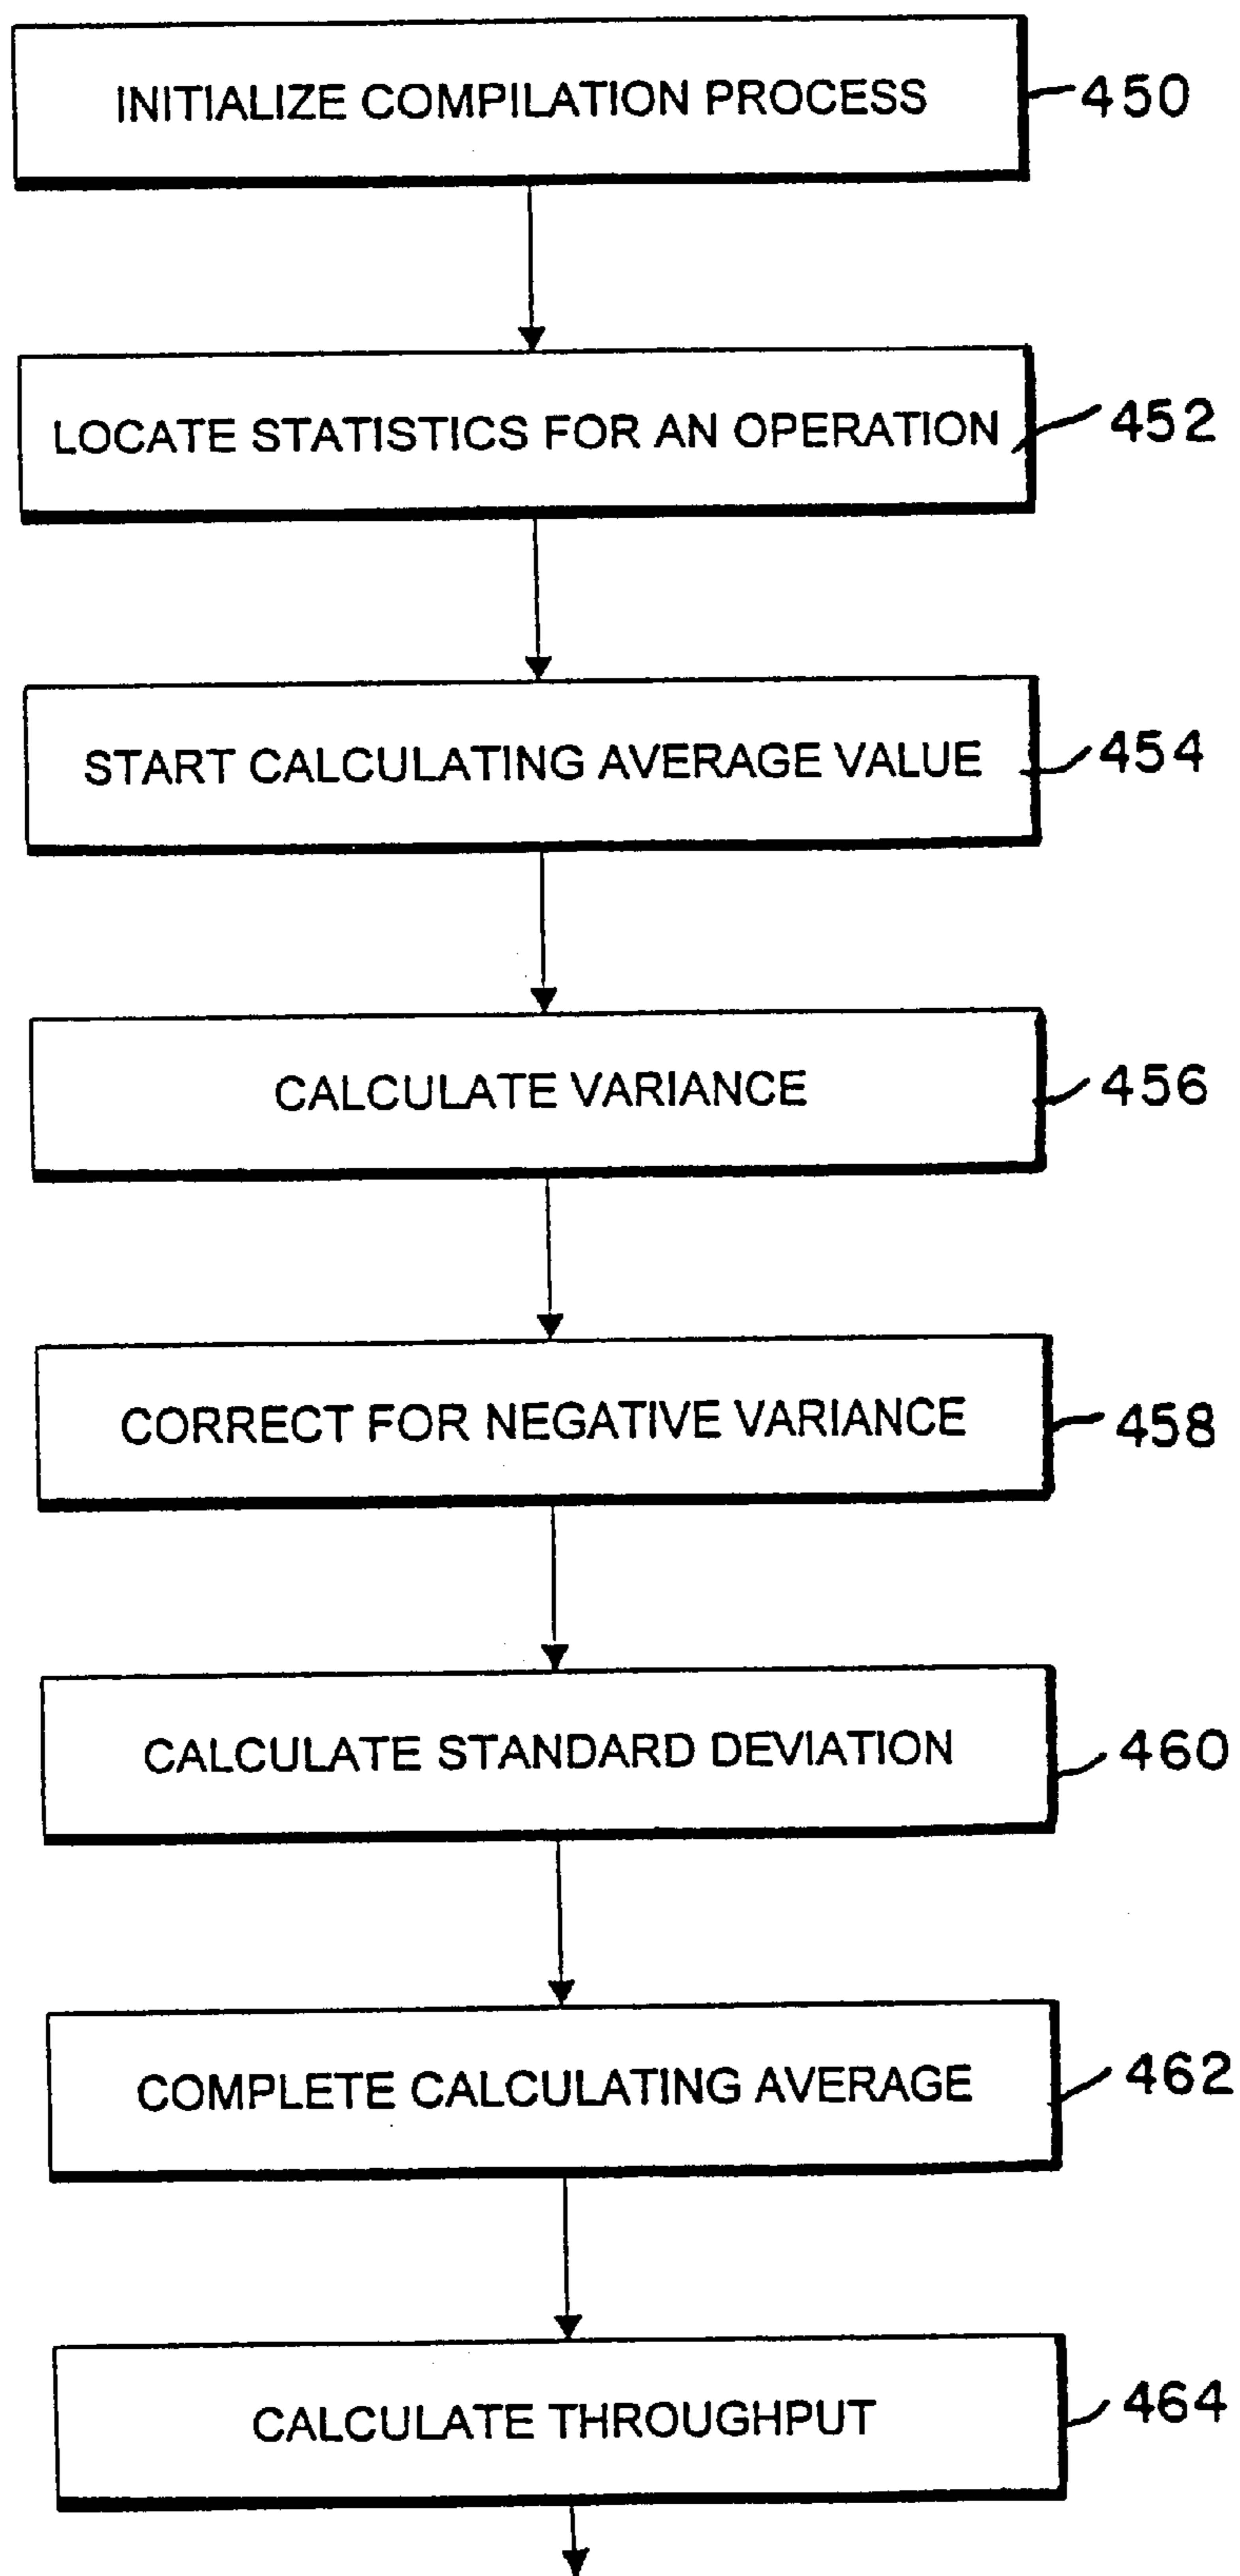 INITIALIZE COMPILATION PROCESS 450
LOCATE STATISTICS FOR AN OPERATION 452
START CALCULATING AVERAGE VALUE 454
CALCULATE VARIANCE 456
CORRECT FOR NEGATIVE VARIANCE 458
CALCULATE STANDARD DEVIATION 460
COMPLETE CALCULATING AVERAGE 462
CALCULATE THROUGHPUT 464